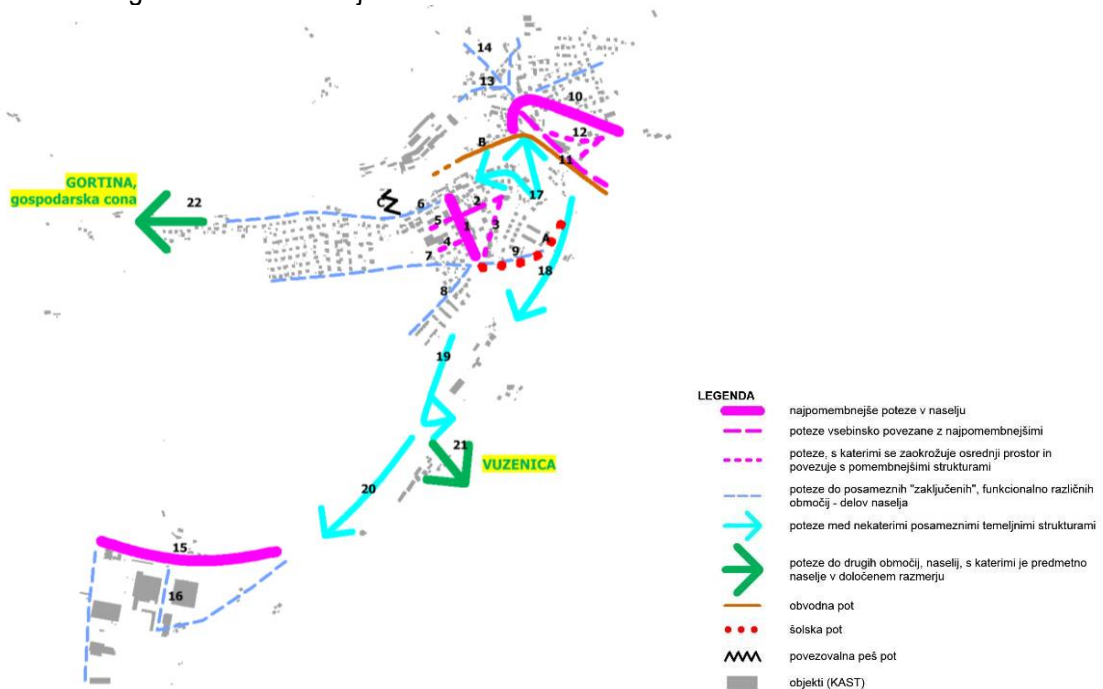 14
13
10
12
B
11
GORTINA,
gospodarska cona
22
C
6
2
17
5
1
3
4
A
7
9
18
8
19
21
VUZENICA
20
15
16
LEGENDA
najpomembnejše poteze v naselju
poteze vsebinsko povezane z najpomembnejšimi
poteze, s katerimi se zaokrožuje osrednji prostor in
povezuje s pomembnejšimi strukturami
poteze do posameznih "zaključenih", funkcionalno različnih
območij - delov naselja
poteze med nekaterimi posameznimi temeljnimi strukturami
poteze do drugih območij, naselij, s katerimi je predmetno
naselje v določenem razmerju
obvodna pot
šolska pot
povezovalna peš pot
objekti (KAST)